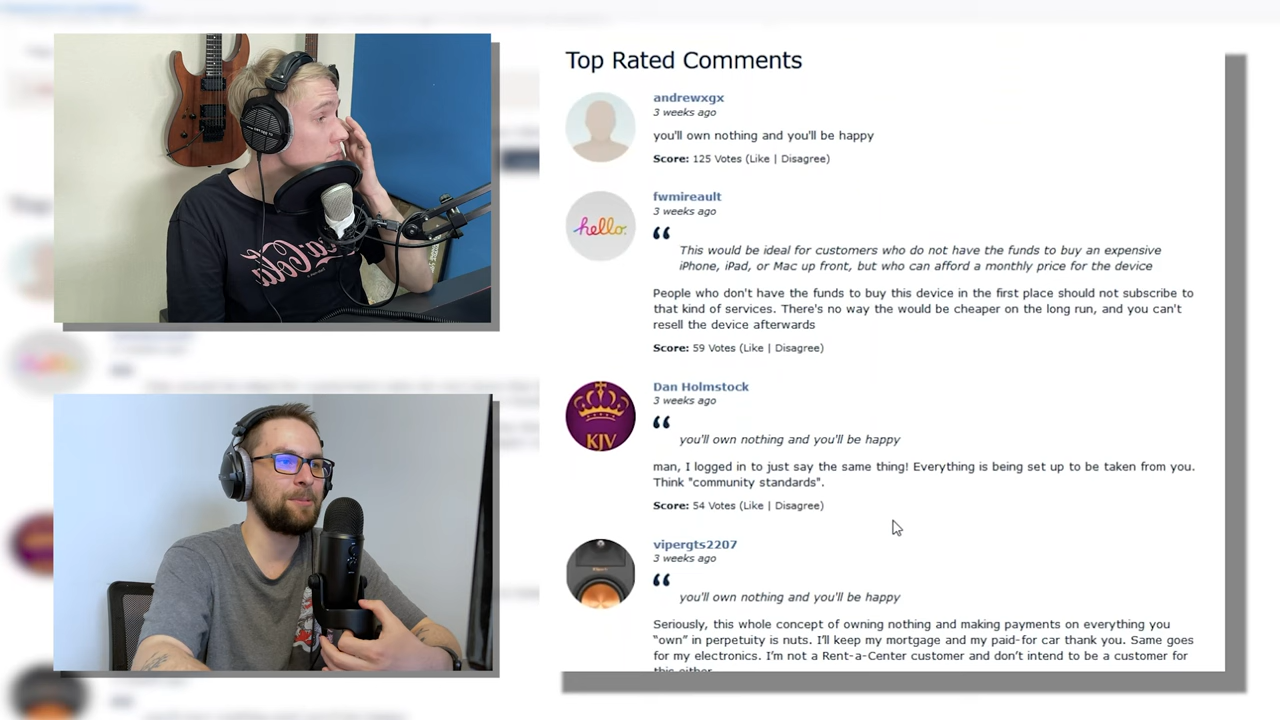 Top Rated Comments
andrewxgx
3 weeks ago
you'll own nothing and you'll be happy
Score: 125 Votes (Like | Disagree)
fwmireault
3 weeks ago
hello.
“
This would be ideal for customers who do not have the funds to buy an expensive
iPhone, iPad, or Mac up front, but who can afford a monthly price for the device
People who don't have the funds to buy this device in the first place should not subscribe to
that kind of services. There's no way the would be cheaper on the long run, and you can't
resell the device afterwards
Score: 59 Votes (Like | Disagree)
Dan Holmstock
3 weeks ago
KJV
“
you'll own nothing and you'll be happy
man, I logged in to just say the same thing! Everything is being set up to be taken from you.
Think "community standards".
Score: 54 Votes (Like | Disagree)
vipergts2207
3 weeks ago
“
you'll own nothing and you'll be happy
Seriously, this whole concept of owning nothing and making payments on everything you
“own” in perpetuity is nuts. I'll keep my mortgage and my paid-for car thank you. Same goes
for my electronics. I'm not a Rent-a-Center customer and don't intend to be a customer for
this either.
Coca-Cola